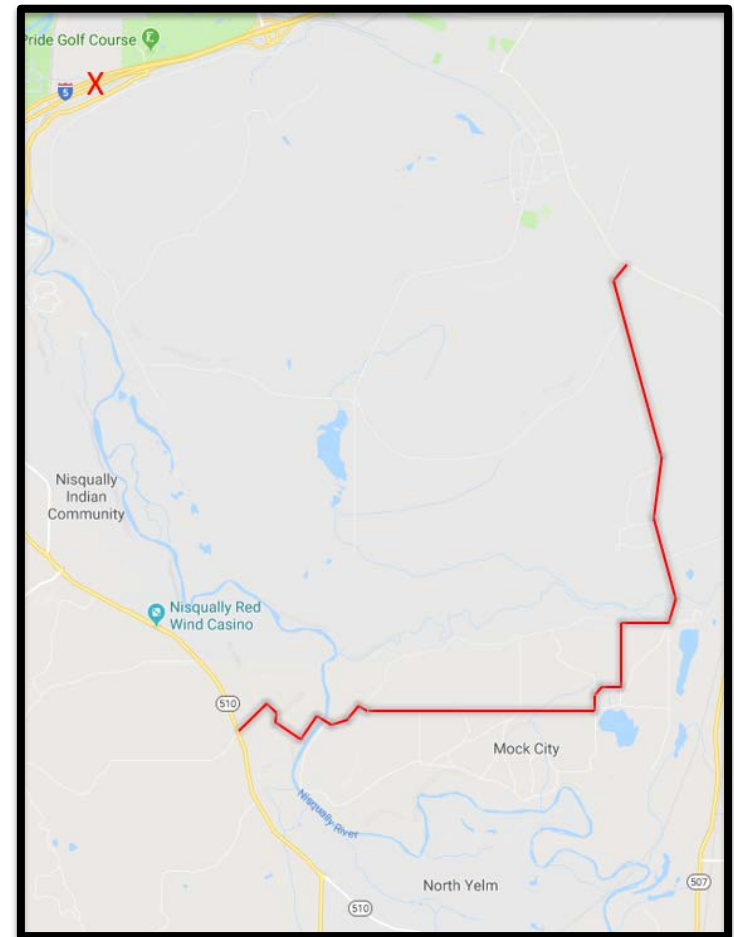 Pride Golf Course
X
5
Nisqually
Indian
Community
Nisqually Red
Wind Casino
510
Mock City
Nisqually River
North Yelm
507
510